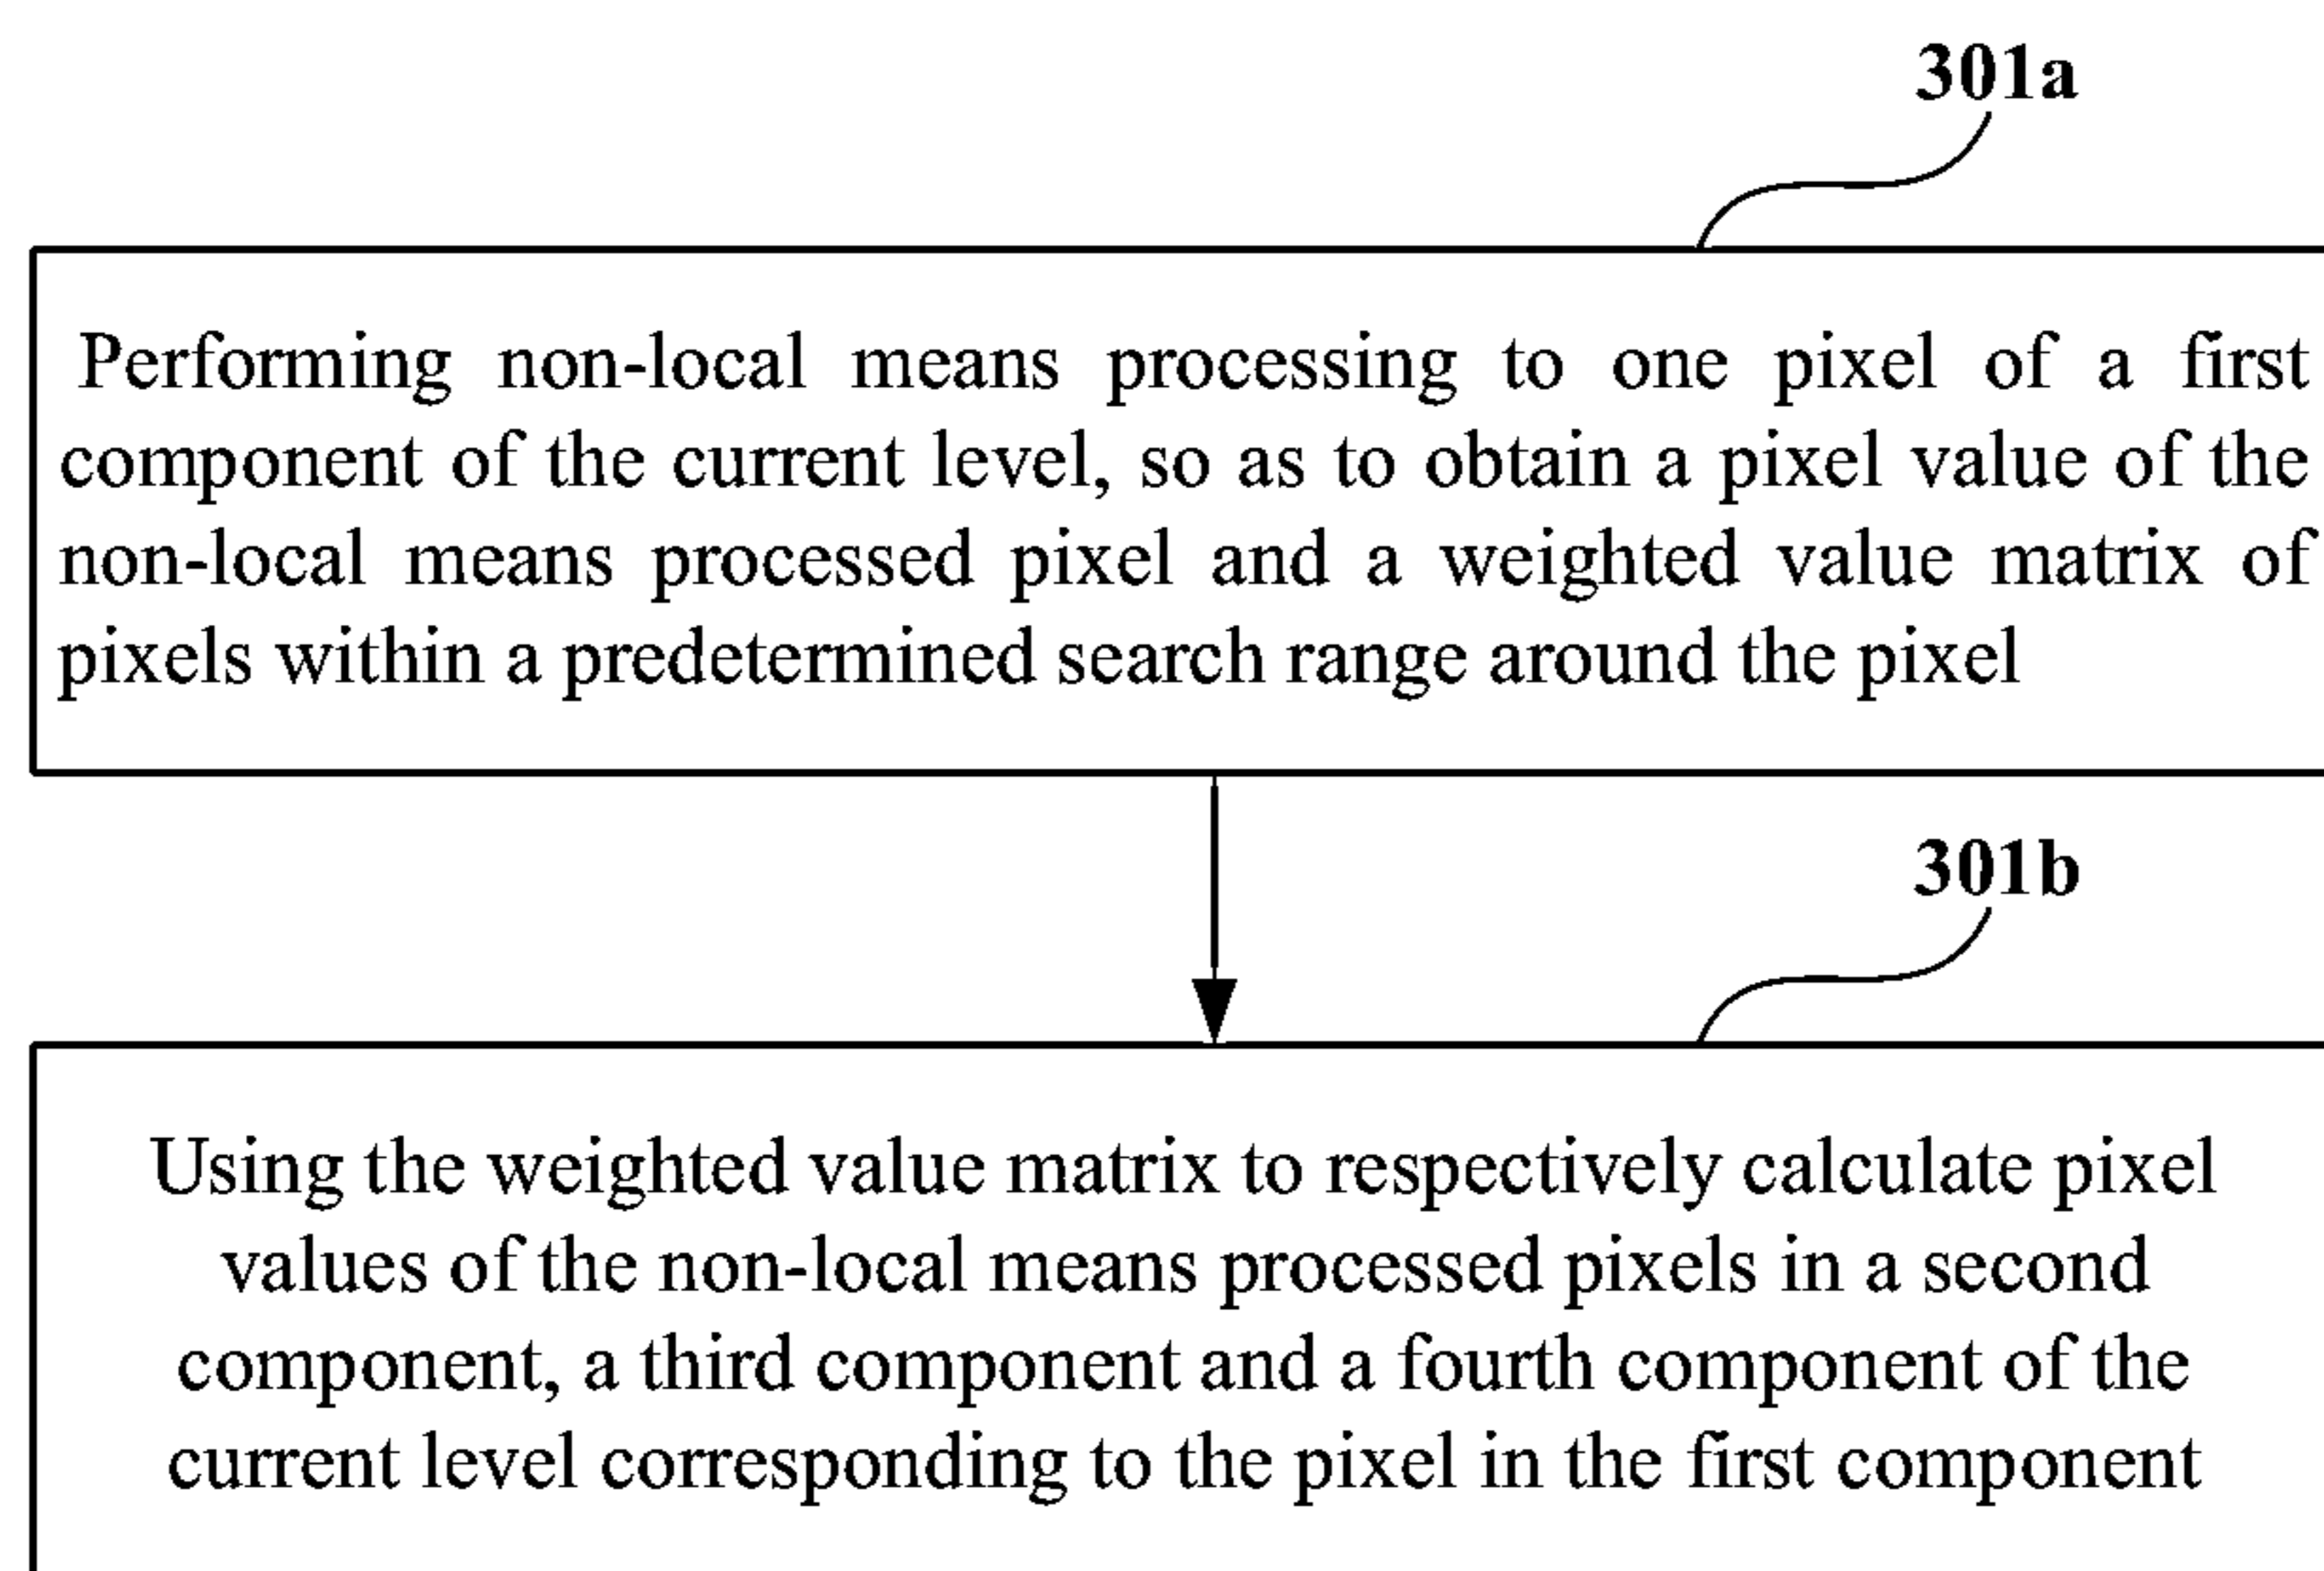 301a
Performing non-local means processing to one pixel of a first
component of the current level, so as to obtain a pixel value of the
non-local means processed pixel and a weighted value matrix of
pixels within a predetermined search range around the pixel
301b
Using the weighted value matrix to respectively calculate pixel
values of the non-local means processed pixels in a second
component, a third component and a fourth component of the
current level corresponding to the pixel in the first component